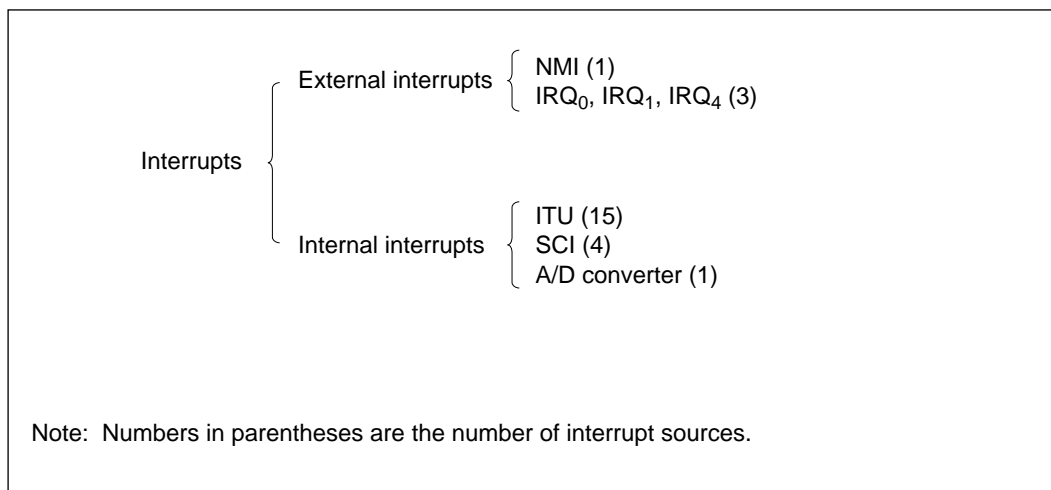 External interrupts
NMI (1)
IRQ₀, IRQ₁, IRQ₄ (3)
Interrupts
Internal interrupts
ITU (15)
SCI (4)
A/D converter (1)
Note: Numbers in parentheses are the number of interrupt sources.